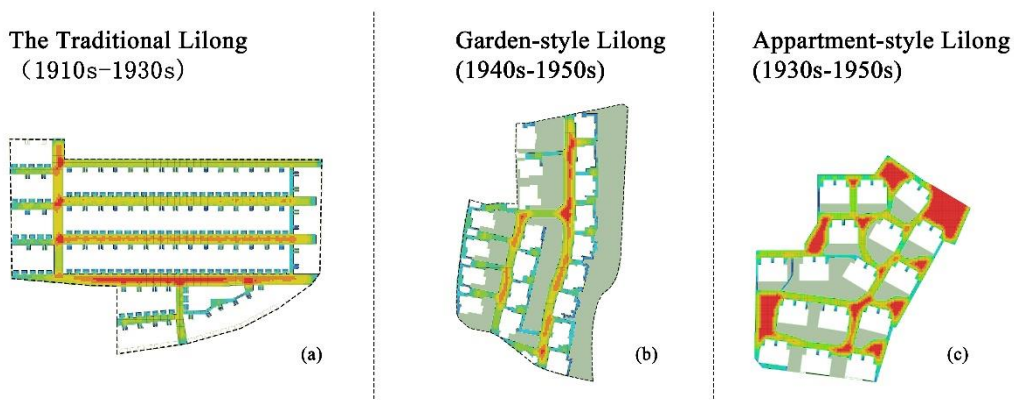 The Traditional Lilong
（1910s-1930s）
Garden-style Lilong
(1940s-1950s)
Appartment-style Lilong
(1930s-1950s)
(a)
(b)
(c)